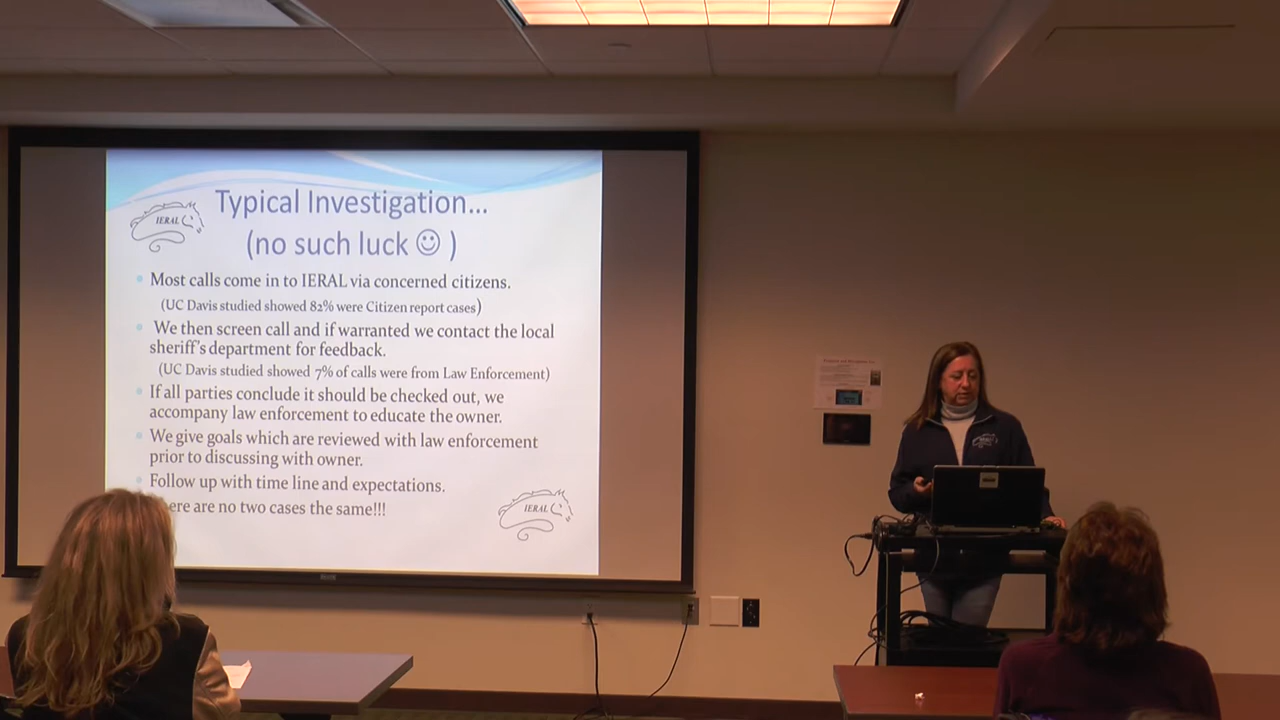 Typical Investigation...
(no such luck ☺ )
IERAL
Most calls come in to IERAL via concerned citizens.
(UC Davis studied showed 82% were Citizen report cases)
We then screen call and if warranted we contact the local
sheriff's department for feedback.
(UC Davis studied showed 7% of calls were from Law Enforcement)
If all parties conclude it should be checked out, we
accompany law enforcement to educate the owner.
We give goals which are reviewed with law enforcement
prior to discussing with owner.
Follow up with time line and expectations.
ere are no two cases the same!!!
IERAL